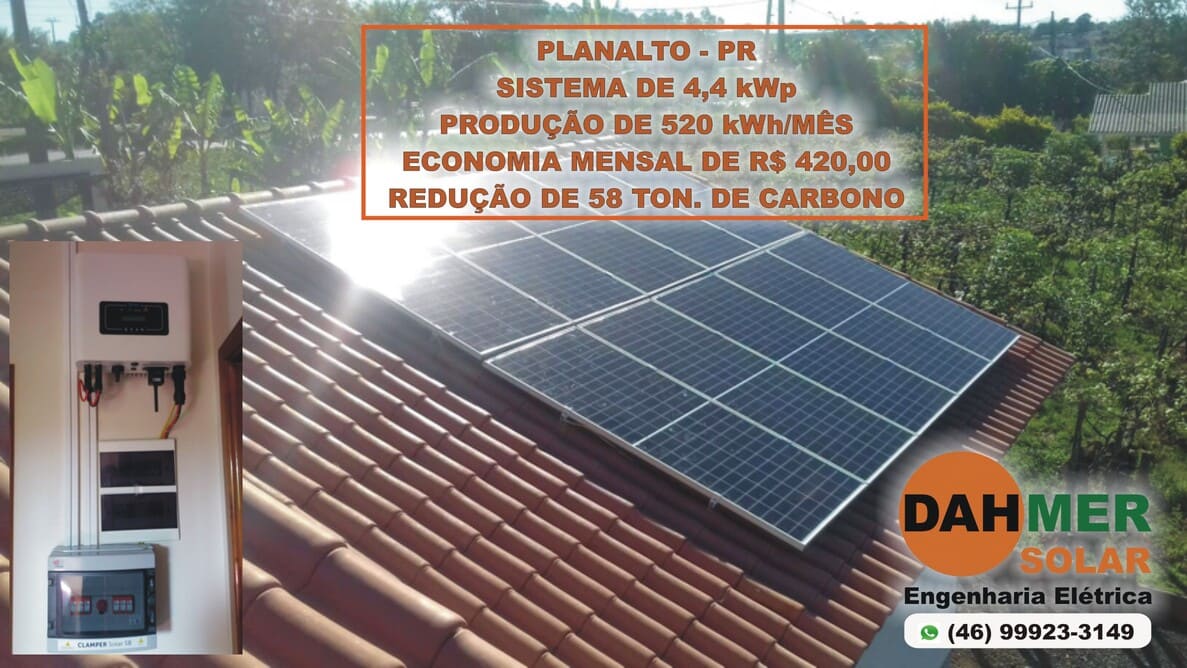 PLANALTO - PR
SISTEMA DE 4,4 kWp
PRODUÇÃO DE 520 kWh/MÊS
ECONOMIA MENSAL DE R$ 420,00
REDUÇÃO DE 58 TON. DE CARBONO
CLAMPER Solar SB
DAHMER
SOLAR
Engenharia Elétrica
(46) 99923-3149